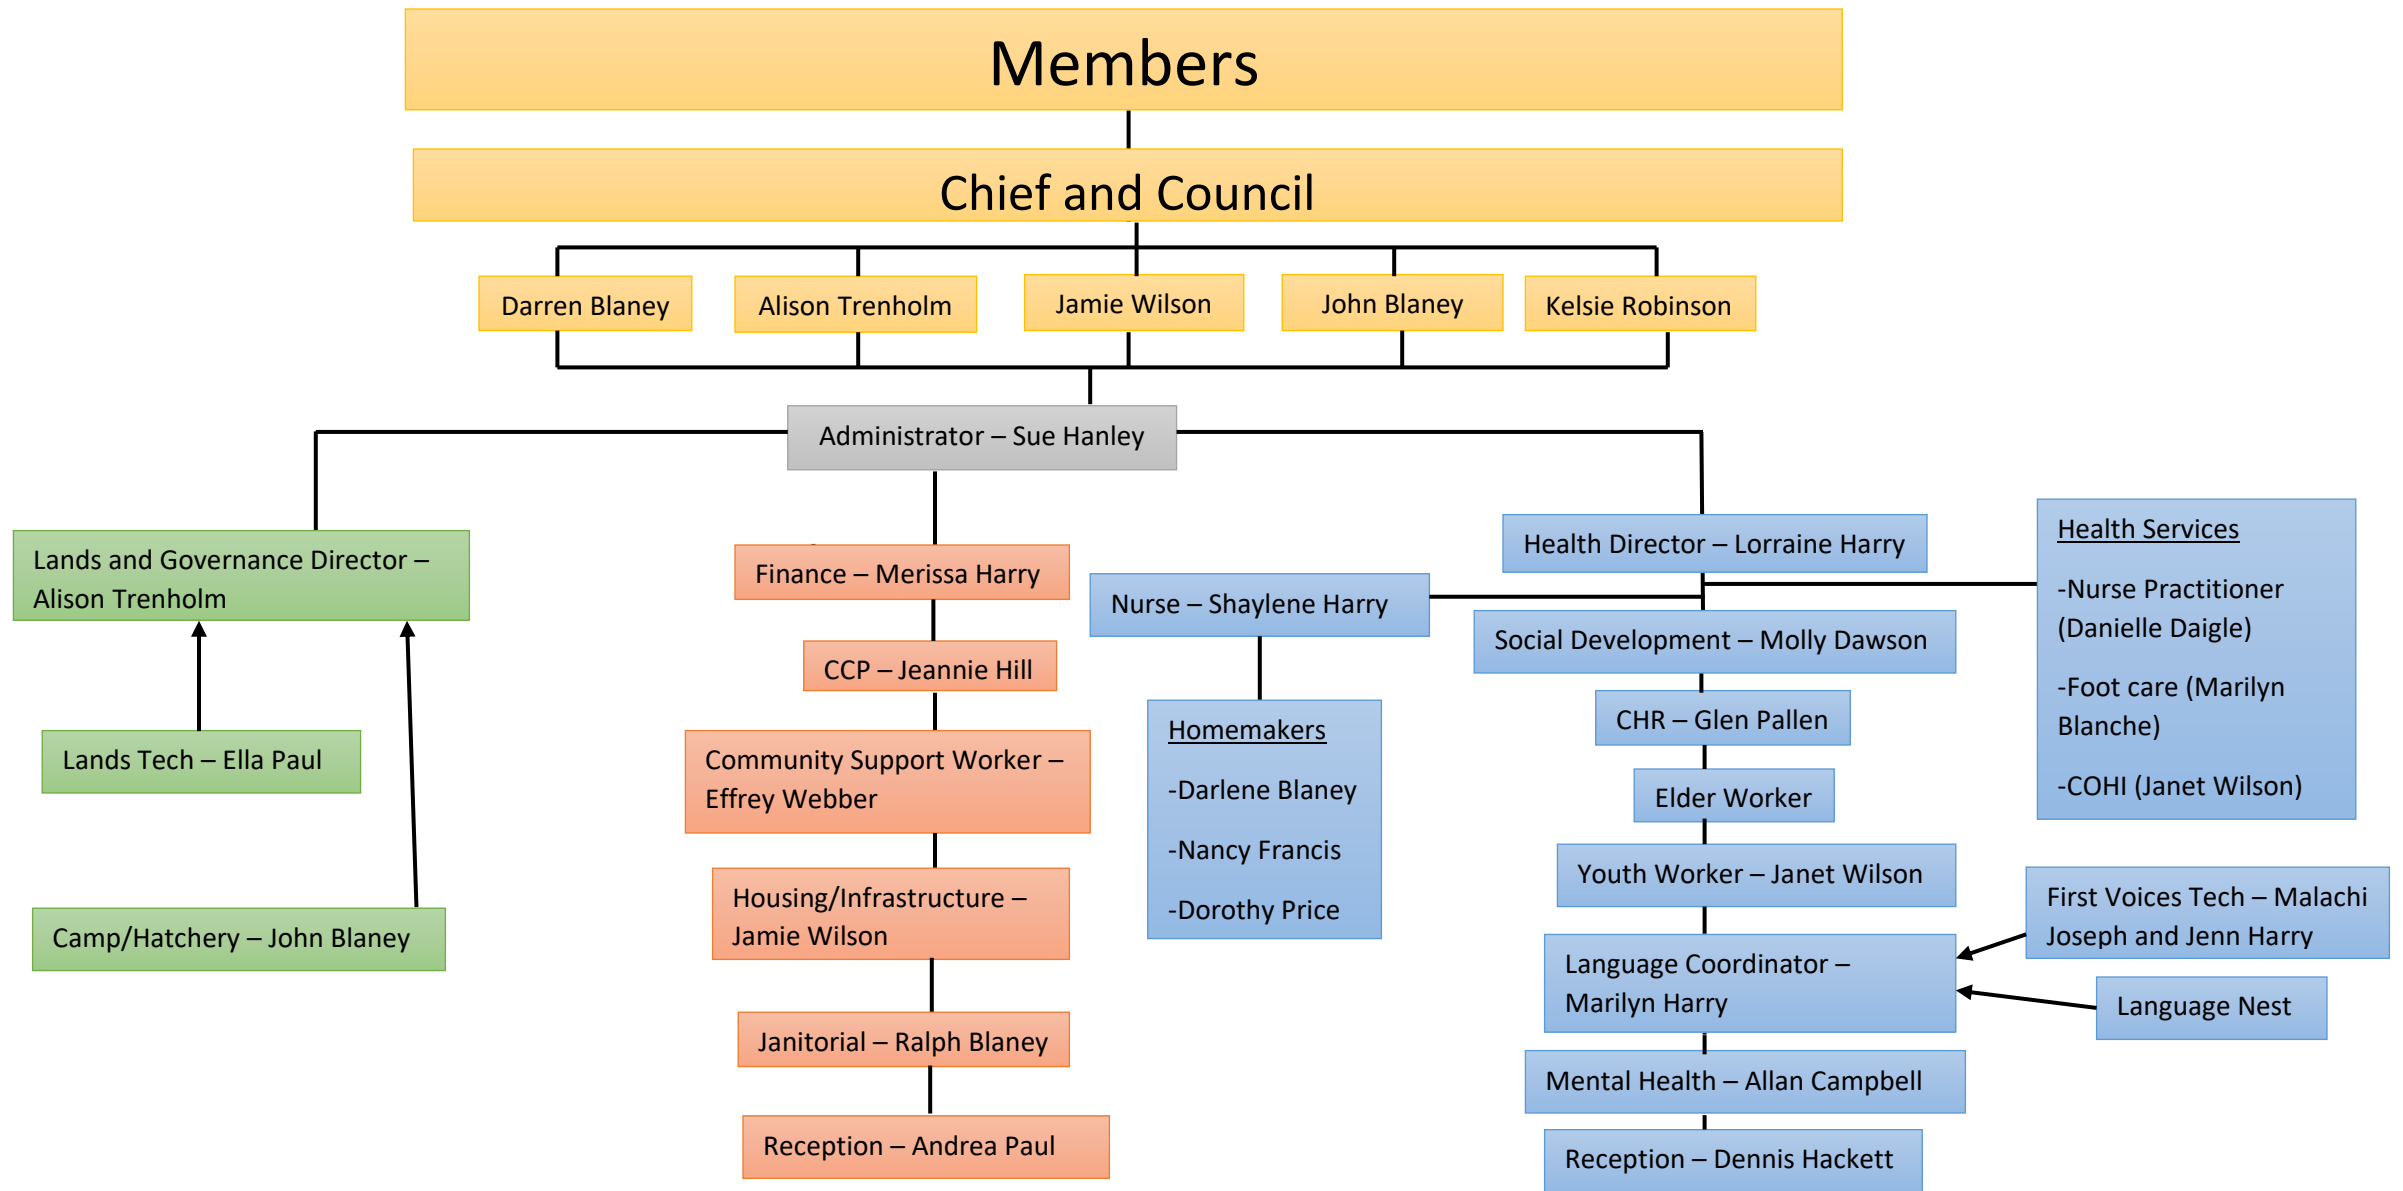 Members
Chief and Council
Darren Blaney
Alison Trenholm
Jamie Wilson
John Blaney
Kelsie Robinson
Administrator – Sue Hanley
Lands and Governance Director –
Alison Trenholm
Lands Tech – Ella Paul
Camp/Hatchery – John Blaney
Finance – Merissa Harry
CCP – Jeannie Hill
Community Support Worker –
Effrey Webber
Housing/Infrastructure –
Jamie Wilson
Janitorial – Ralph Blaney
Reception – Andrea Paul
Health Director – Lorraine Harry
Nurse – Shaylene Harry
Homemakers
-Darlene Blaney
-Nancy Francis
-Dorothy Price
Social Development – Molly Dawson
CHR – Glen Pallen
Elder Worker
Youth Worker – Janet Wilson
Language Coordinator –
Marilyn Harry
Mental Health – Allan Campbell
Reception – Dennis Hackett
Health Services
-Nurse Practitioner
(Danielle Daigle)
-Foot care (Marilyn
Blanche)
-COHI (Janet Wilson)
First Voices Tech – Malachi
Joseph and Jenn Harry
Language Nest